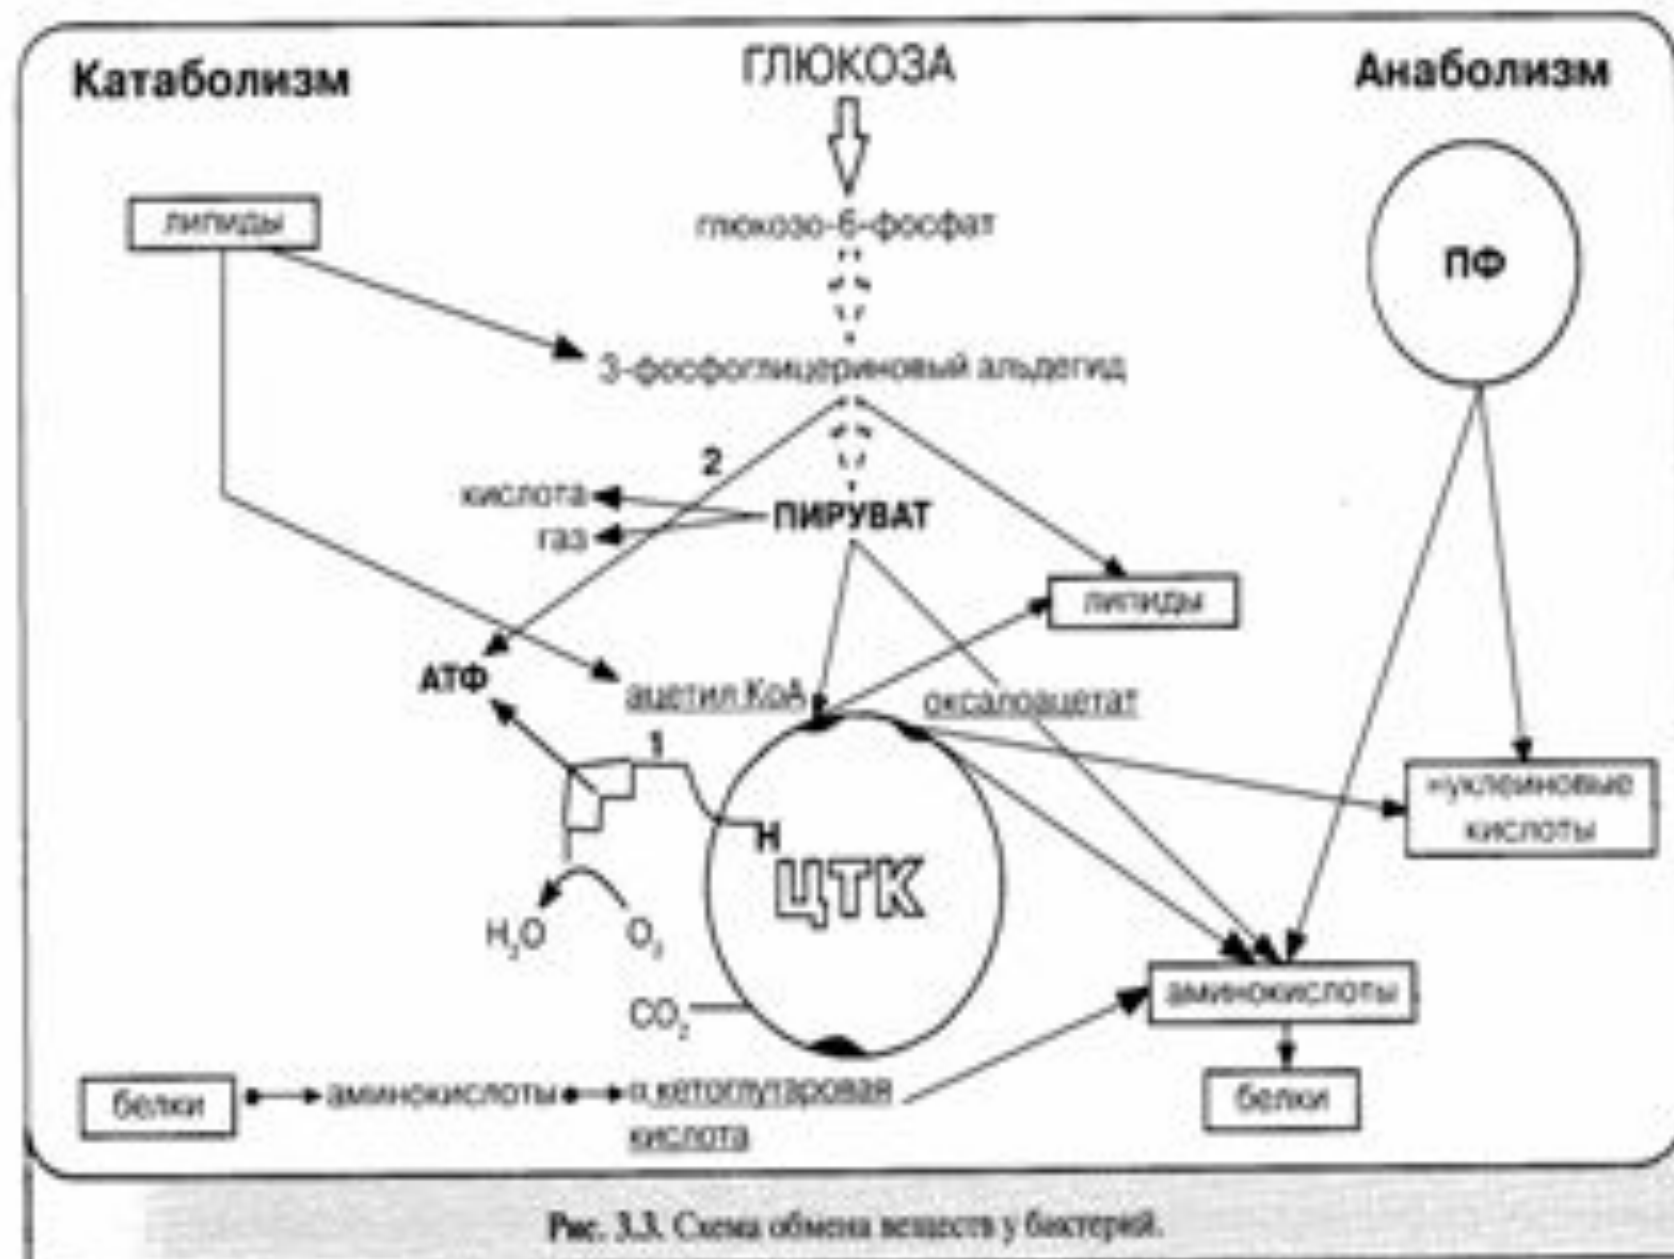 Катаболизм
ГЛЮКОЗА
Анаболизм
липиды
глюкозо-6-фосфат
ПФ
3-фосфоглицериновый альдегид
2
кислота
ПИРУВАТ
газ
липиды
АТФ
ацетил КоА
оксалоацетат
1
нуклеиновые
кислоты
Н
ЦТК
H₂O
O₂
CO₂
аминокислоты
белки
аминокислоты
α кетоглутаровая
кислота
белки
Рис. 3.3. Схема обмена веществ у бактерий.